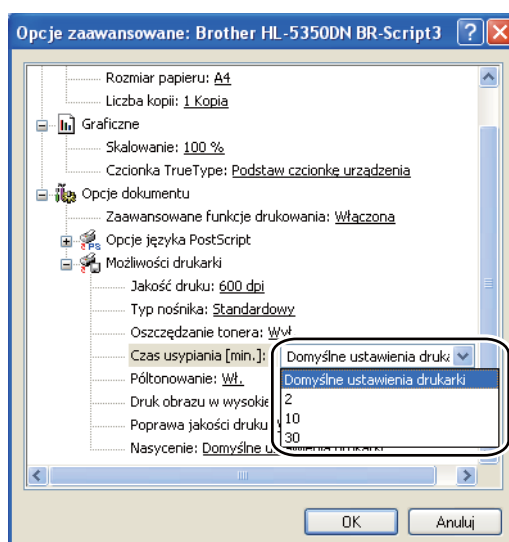 Opcje zaawansowane: Brother HL-5350DN BR-Script3
Rozmiar papieru: A4
Liczba kopii: 1 Kopia
Graficzne
Skalowanie: 100 %
Czcionka TrueType: Podstaw czcionkę urządzenia
Opcje dokumentu
Zaawansowane funkcje drukowania: Włączona
Opcje języka PostScript
Możliwości drukarki
Jakość druku: 600 dpi
Typ nośnika: Standardowy
Oszczędzanie tonera: Wył.
Czas usypiania [min.]: Domyślne ustawienia druka
Półtonowanie: Wł.
Domyślne ustawienia drukarki
Druk obrazu w wysokie
2
Poprawa jakości druku
10
30
Nasycenie: Domyślne ustawienia drukarki
OK
Anuluj